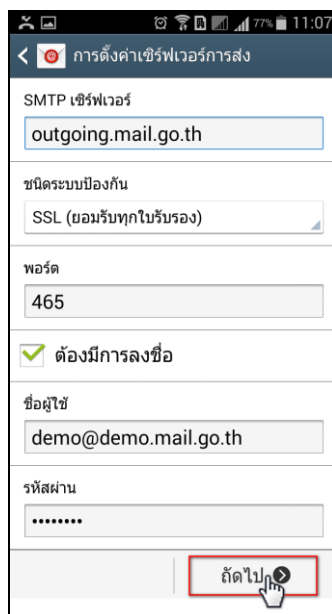 77% 11:07
การตั้งค่าเซิร์ฟเวอร์การส่ง
SMTP เซิร์ฟเวอร์
outgoing.mail.go.th
ชนิดระบบป้องกัน
SSL (ยอมรับทุกใบรับรอง)
พอร์ต
465
ต้องมีการลงชื่อ
ชื่อผู้ใช้
demo@demo.mail.go.th
รหัสผ่าน
••••••••
ถัดไป